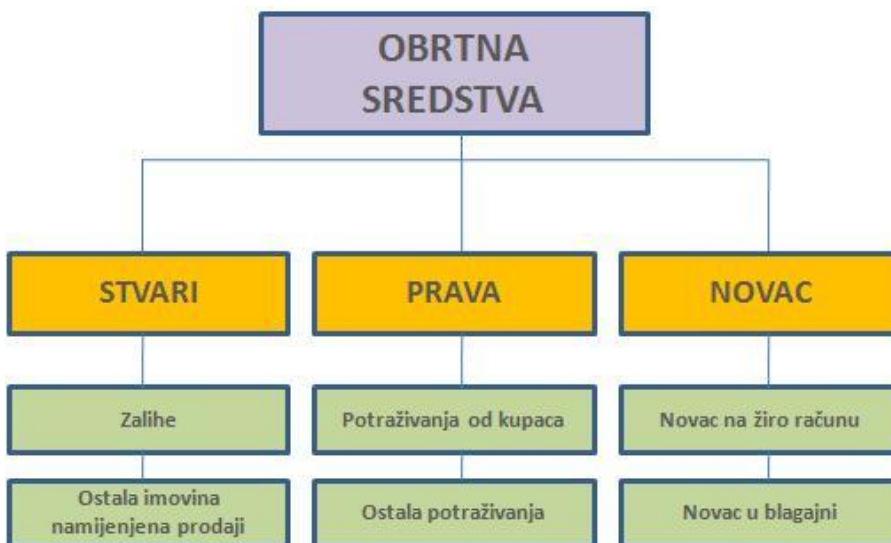 OBRTNA
SREDSTVA
STVARI
PRAVA
NOVAC
Zalihe
Potraživanja od kupaca
Novac na žiro računu
Ostala imovina
namijenjena prodaji
Ostala potraživanja
Novac u blagajni